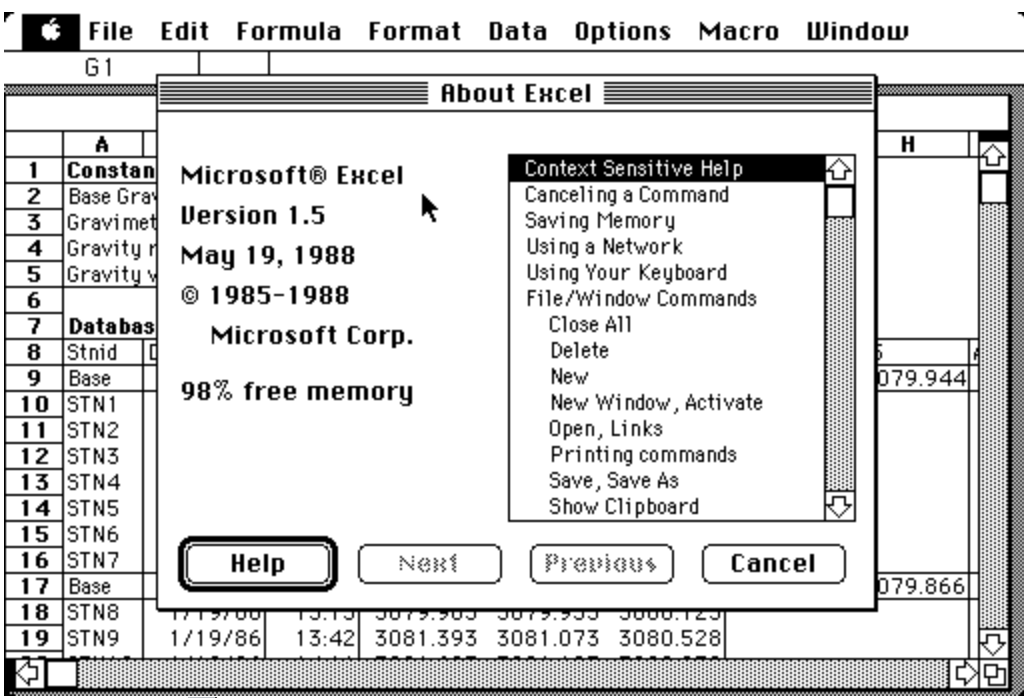 File Edit Formula Format Data Options Macro Window
G1
About Excel
Microsoft® Excel
Version 1.5
May 19, 1988
© 1985-1988
Microsoft Corp.
98% free memory
Context Sensitive Help
Canceling a Command
Saving Memory
Using a Network
Using Your Keyboard
File/Window Commands
Close All
Delete
New
New Window, Activate
Open, Links
Printing commands
Save, Save As
Show Clipboard
Help Next Previous Cancel
A H
1 Constan
2 Base Grav
3 Gravimet
4 Gravity r
5 Gravity v
6
7 Databas
8 Stnid
9 Base 079.944
10 STN1
11 STN2
12 STN3
13 STN4
14 STN5
15 STN6
16 STN7
17 Base 079.866
18 STN8
19 STN9 1/19/86 13:42 3081.393 3081.073 3080.528